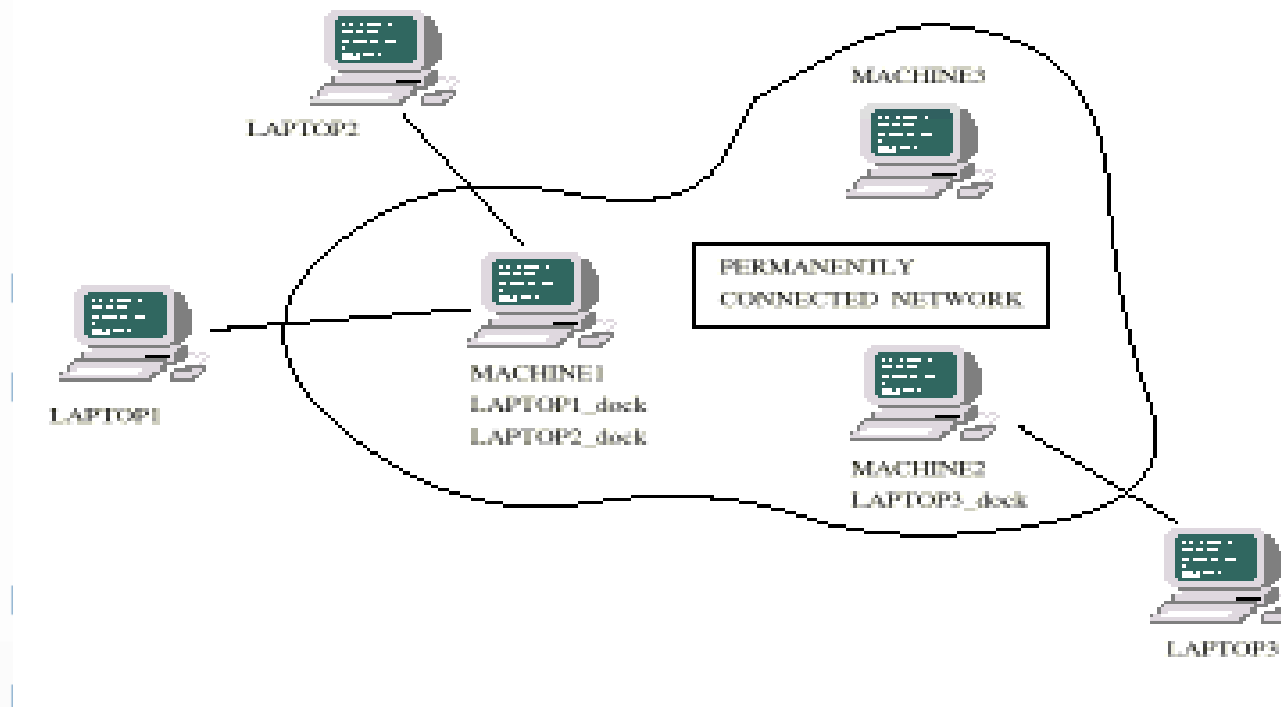 MACHINE3
LAPTOP2
PERMANENTLY
CONNECTED NETWORK
MACHINE1
LAPTOP1_dock
LAPTOP2_dock
LAPTOP1
MACHINE2
LAPTOP3_dock
LAPTOP3